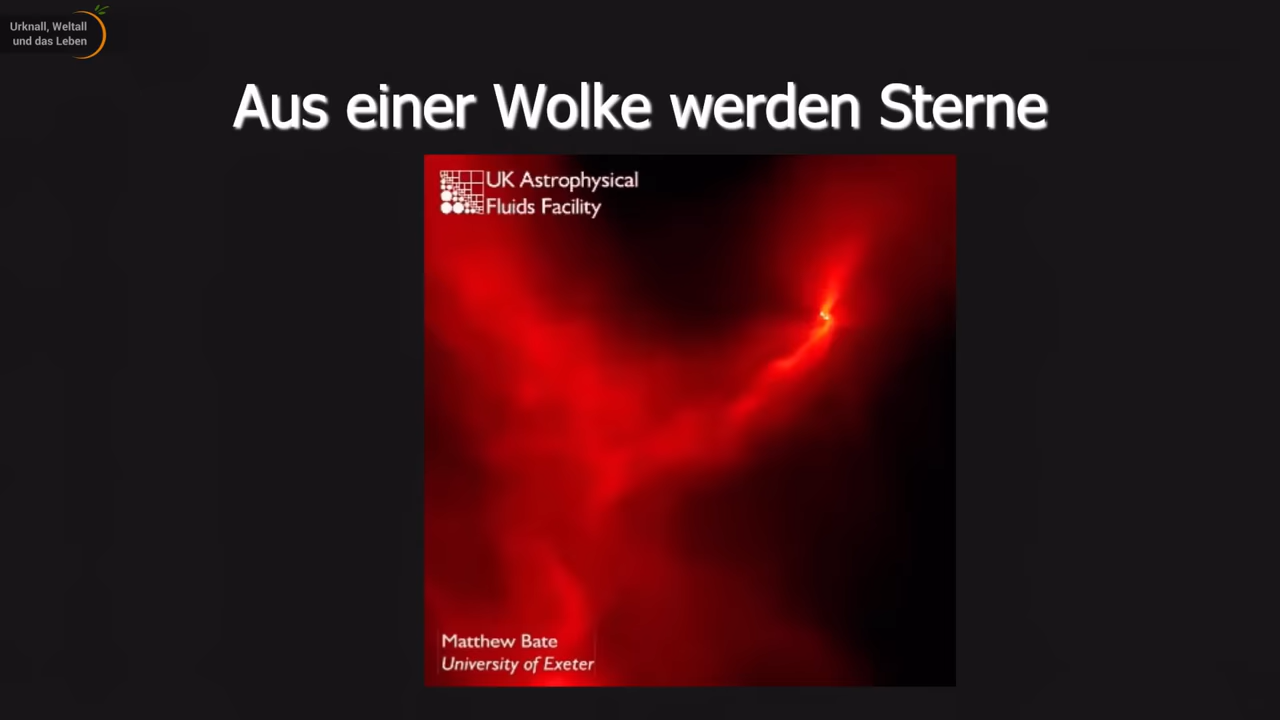 Urknall, Weltall
und das Leben
Aus einer Wolke werden Sterne
UK Astrophysical
Fluids Facility
Matthew Bate
University of Exeter